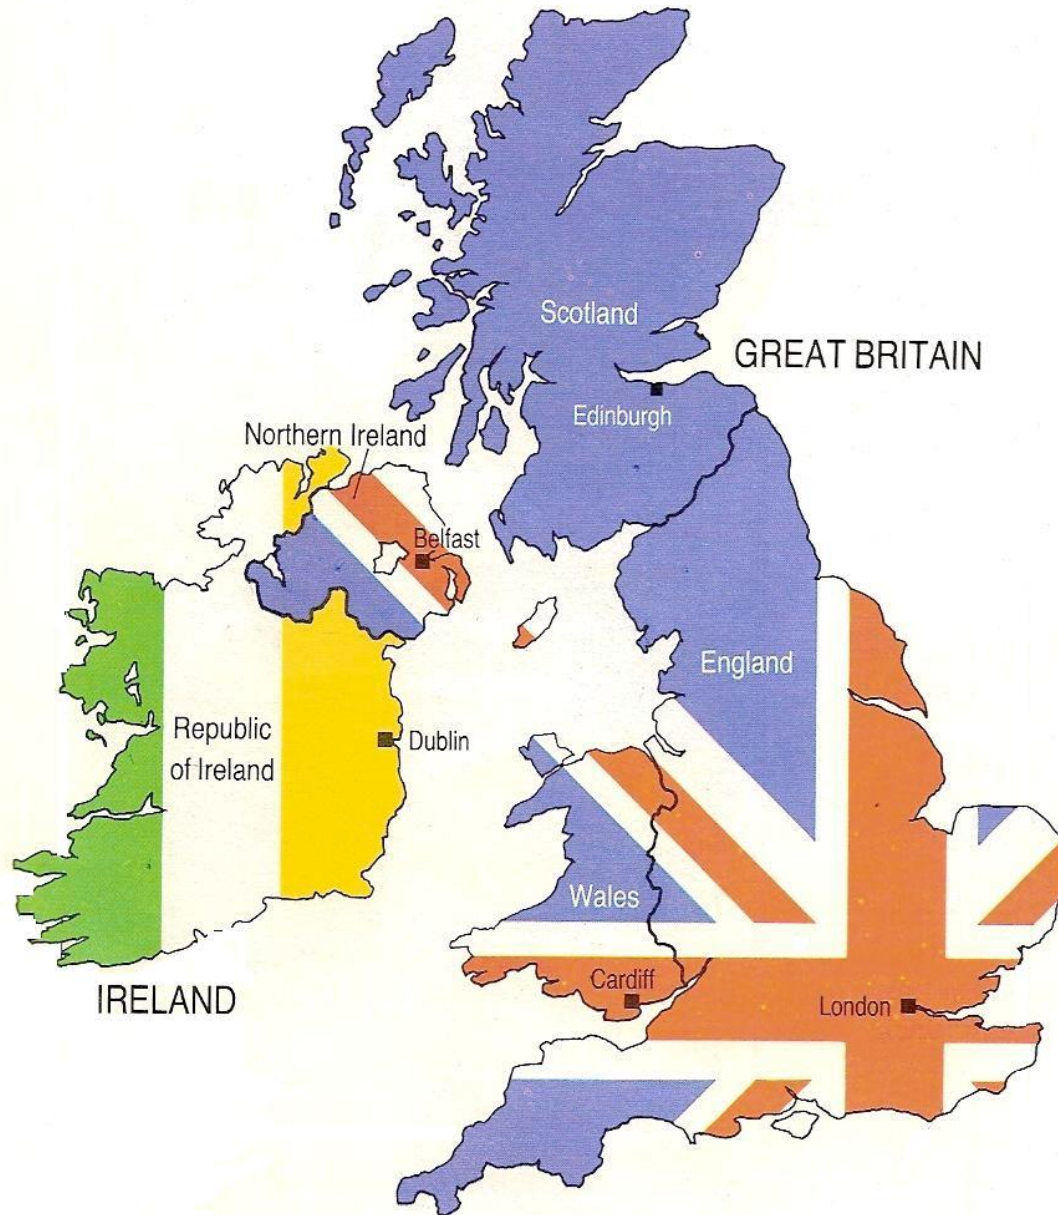 Scotland
GREAT BRITAIN
Edinburgh
Northern Ireland
Belfast
England
Republic
of Ireland
Dublin
Wales
Cardiff
London
IRELAND